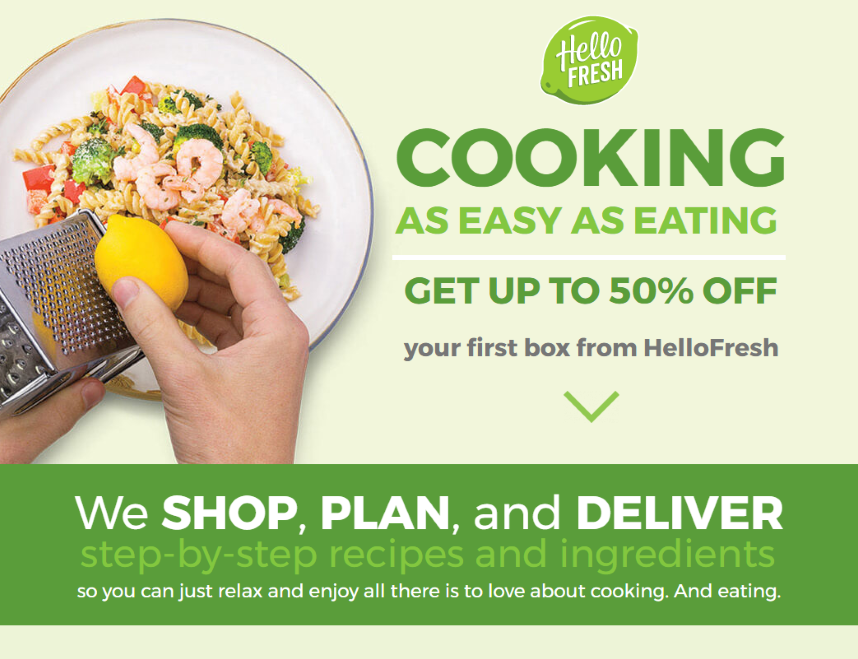 Hello
FRESH
COOKING
AS EASY AS EATING
GET UP TO 50% OFF
your first box from HelloFresh
We SHOP, PLAN, and DELIVER
step-by-step recipes and ingredients
so you can just relax and enjoy all there is to love about cooking. And eating.